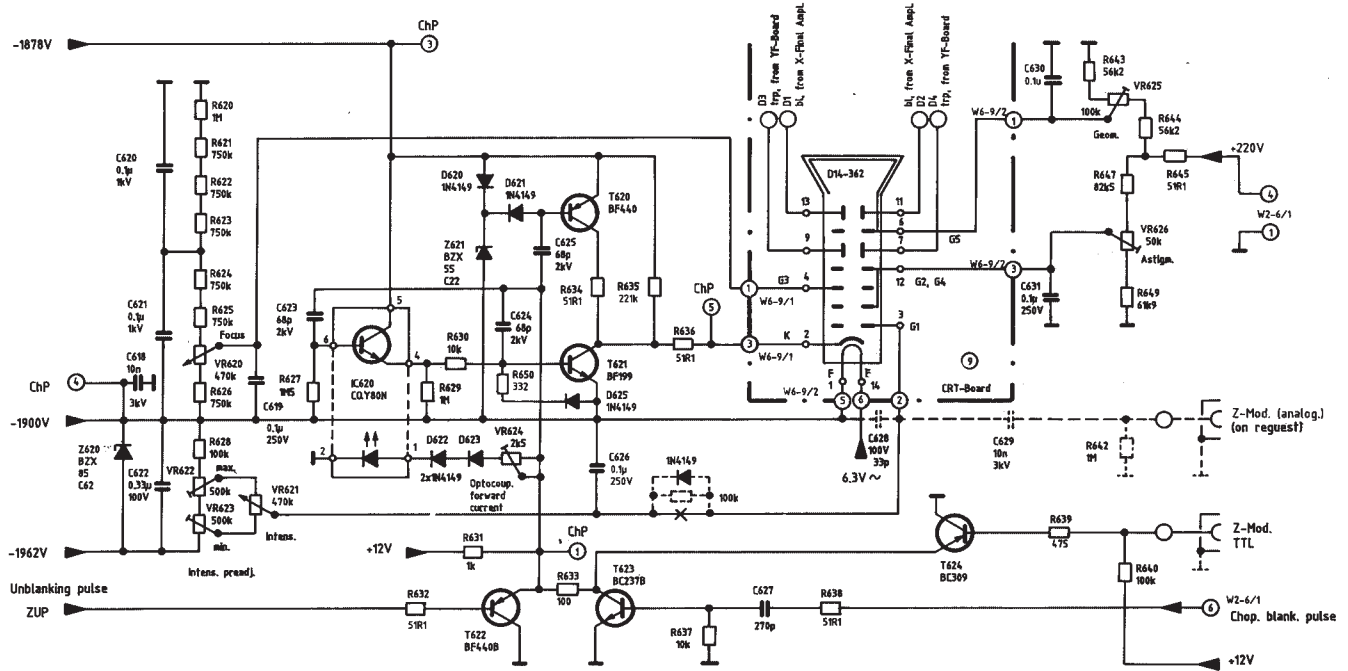 -1878V
ChP
3
R620
1M
R621
750k
R622
750k
R623
750k
R624
750k
R625
750k
Focus
VR620
470k
R626
750k
C620
0.1µ
1kV
C621
0.1µ
1kV
C618
10n
3kV
ChP
4
-1900V
Z620
BZX
85
C62
C622
0.33µ
100V
R628
100k
VR622
max.
500k
VR623
500k
min.
VR621
470k
Intens.
-1962V
Intens. preadj.
C619
0.1µ
250V
C623
68p
2kV
R627
1M5
6
5
4
IC620
CQY80N
2
1
D620
1N4149
D621
1N4149
Z621
BZX
55
C22
C625
68p
2kV
T620
BF440
C624
68p
2kV
R630
10k
R629
1M
R650
332
R634
51R1
R635
221k
T621
BF199
D625
1N4149
D622
D623
2x1N4149
VR624
2k5
Optocoup.
forward
current
C626
0.1µ
250V
ChP
5
R636
51R1
1N4149
100k
D3
trp, from YF-Board
D1
bl, from X-Final Ampl.
bl, from X-Final Ampl.
D2
D4
trp, from YF-Board
D14-362
13
11
6
9
7
G5
4
G3
12
G2, G4
3
G1
2
K
F
1
F
14
1
W6-9/1
3
W6-9/1
W6-9/2
5
6
2
9
CRT-Board
W6-9/2
1
W6-9/2
3
C628
100V
33p
6.3V ~
C629
10n
3kV
C630
0.1u
R643
56k2
VR625
100k
Geom.
R644
56k2
+220V
R645
51R1
R647
82k5
4
W2-6/1
1
VR626
50k
Astigm.
C631
0.1µ
250V
R649
61k9
R642
1M
Z-Mod. (analog.)
(on reguest)
+12V
R631
1k
ChP
1
R633
100
T623
BC237B
T624
BC309
R639
475
Z-Mod.
TTL
R640
100k
Unblanking pulse
ZUP
R632
51R1
T622
BF440B
R637
10k
C627
270p
R638
51R1
6
W2-6/1
Chop. blank. pulse
+12V